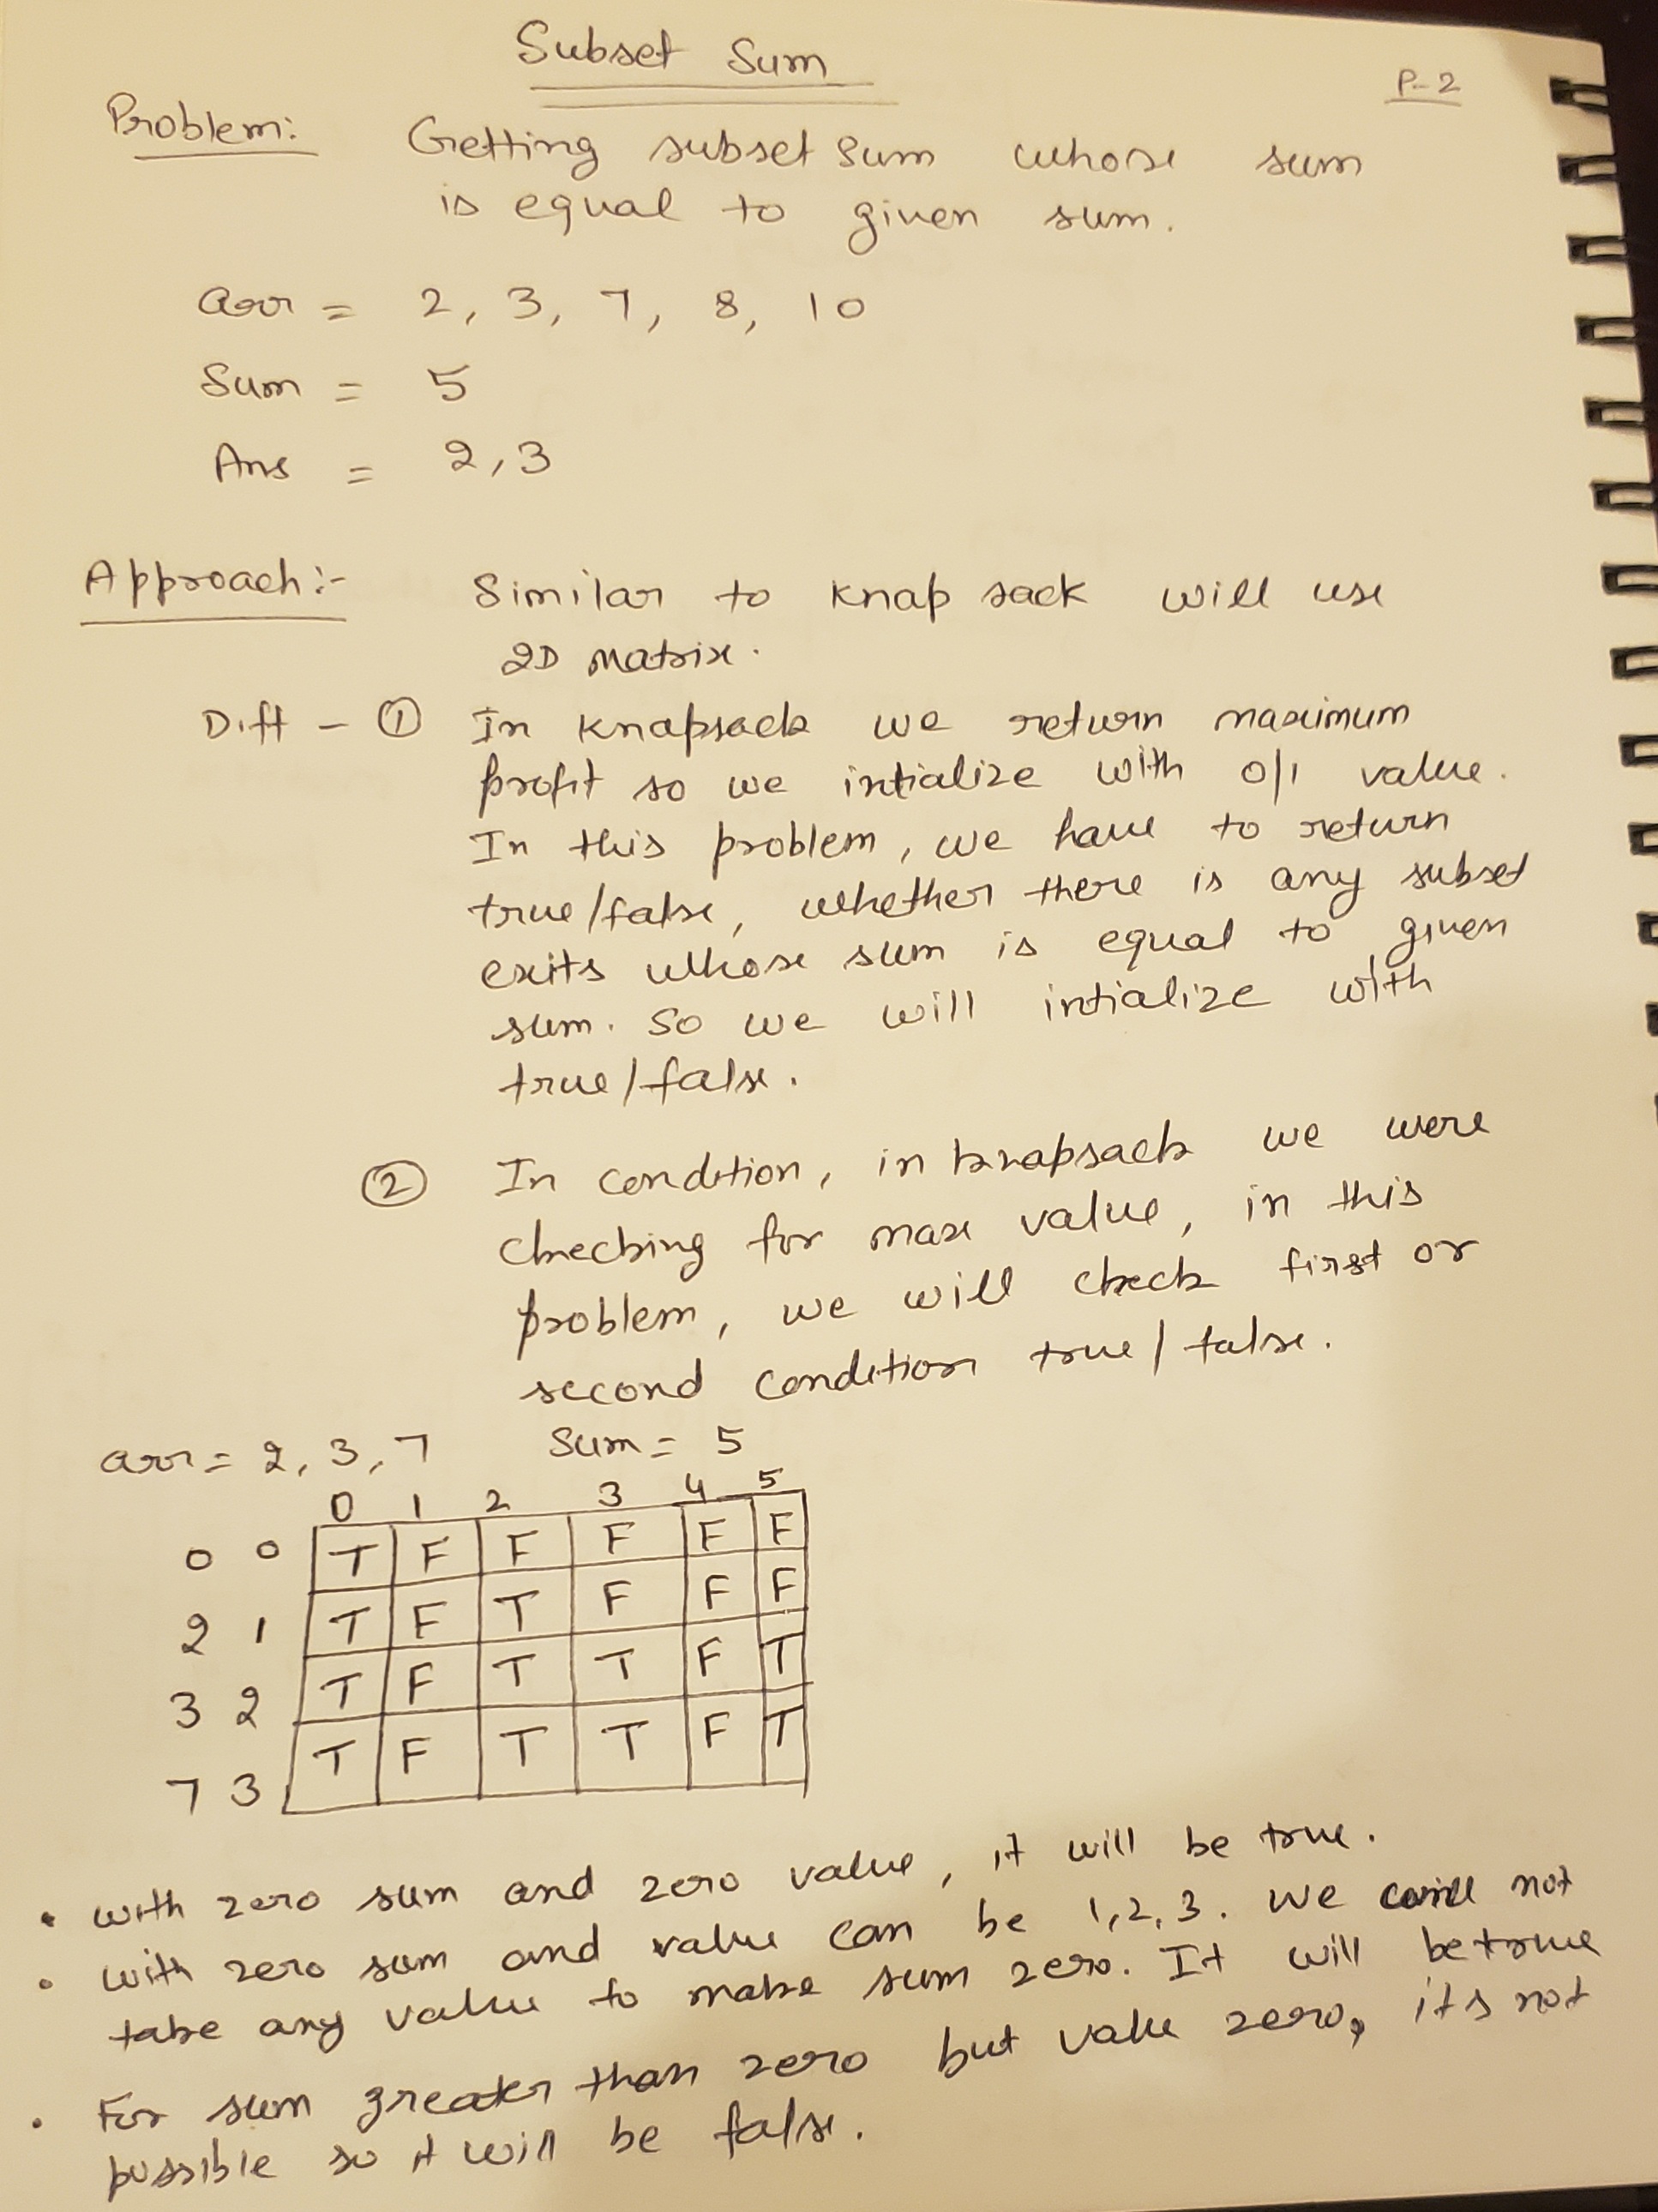 Subset Sum
P-2
Problem: Getting subset sum whose sum
is equal to given sum.
arr = 2, 3, 7, 8, 10
Sum = 5
Ans = 2,3
Approach:- Similar to knap sack will use
2D matrix.
Diff - ① In knapsack we return maximum
profit so we intialize with 0/1 value.
In this problem, we have to return
true/false, whether there is any subset
exits whose sum is equal to given
sum. So we will intialize with
true/false.
② In condition, in knapsack we were
checking for max value, in this
problem, we will check first or
second condition true/false.
arr = 2, 3, 7 Sum = 5
0 1 2 3 4 5
0 0 T F F F F F
2 1 T F T F F F
3 2 T F T T F T
7 3 T F T T F T
• with zero sum and zero value, it will be true.
• with zero sum and value can be 1,2,3. We will not
take any value to make sum zero. It will be true
• For sum greater than zero but value zero, its not
possible so it will be false.